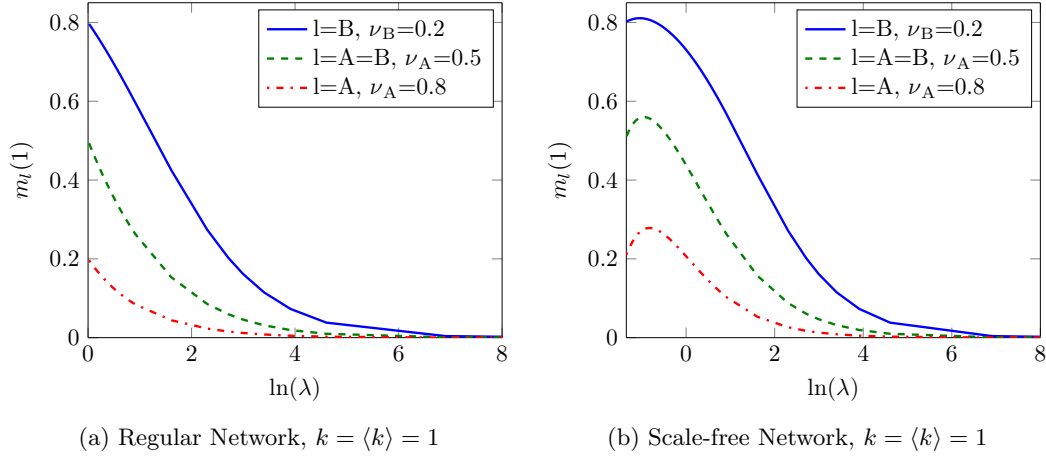 0.8
0.6
0.4
0.2
0
m_l(1)
l=B, ν_B=0.2
l=A=B, ν_A=0.5
l=A, ν_A=0.8
0 2 4 6 8
ln(λ)
(a) Regular Network, k = ⟨k⟩ = 1
0.8
0.6
0.4
0.2
0
m_l(1)
l=B, ν_B=0.2
l=A=B, ν_A=0.5
l=A, ν_A=0.8
0 2 4 6 8
ln(λ)
(b) Scale-free Network, k = ⟨k⟩ = 1